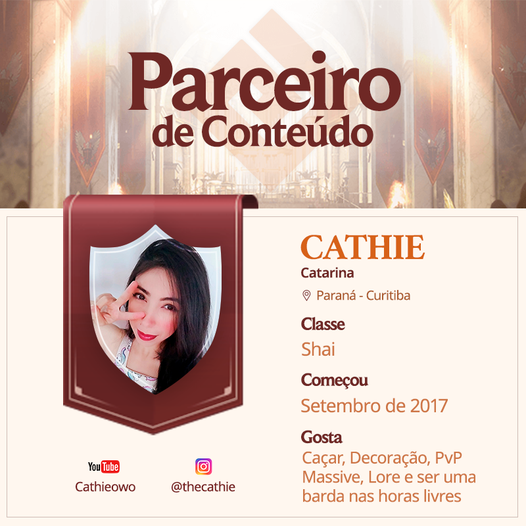 Parceiro
de Conteúdo
CATHIE
Catarina
Paraná - Curitiba
Classe
Shai
Começou
Setembro de 2017
Gosta
Caçar, Decoração, PvP
Massive, Lore e ser uma
barda nas horas livres
YouTube
Cathieowo
@thecathie